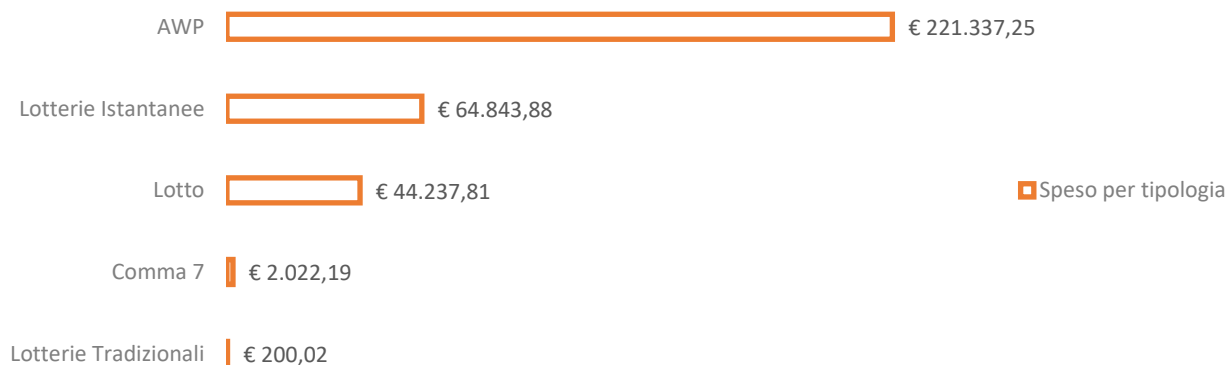 AWP
€ 221.337,25
Lotterie Istantanee
€ 64.843,88
Lotto
€ 44.237,81
Speso per tipologia
Comma 7
€ 2.022,19
Lotterie Tradizionali
€ 200,02